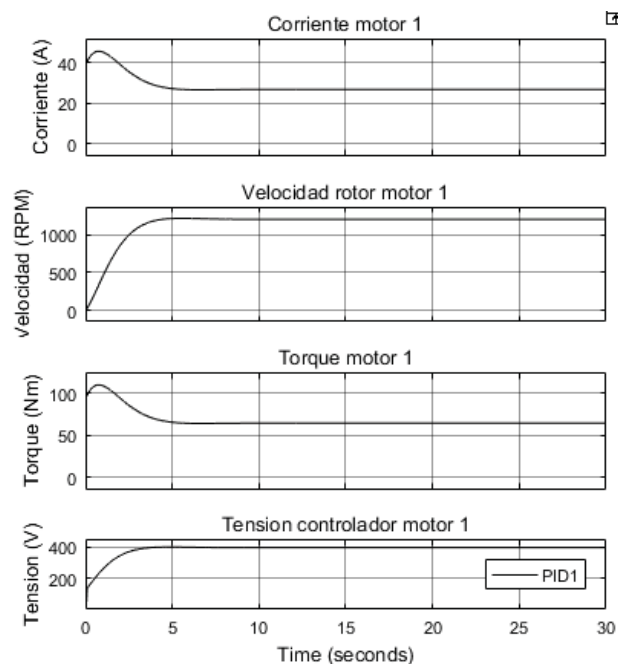 Corriente motor 1
Corriente (A)
40
20
0
Velocidad rotor motor 1
Velocidad (RPM)
1000
500
0
Torque motor 1
Torque (Nm)
100
50
0
Tension controlador motor 1
Tension (V)
400
200
PID1
0 5 10 15 20 25 30
Time (seconds)